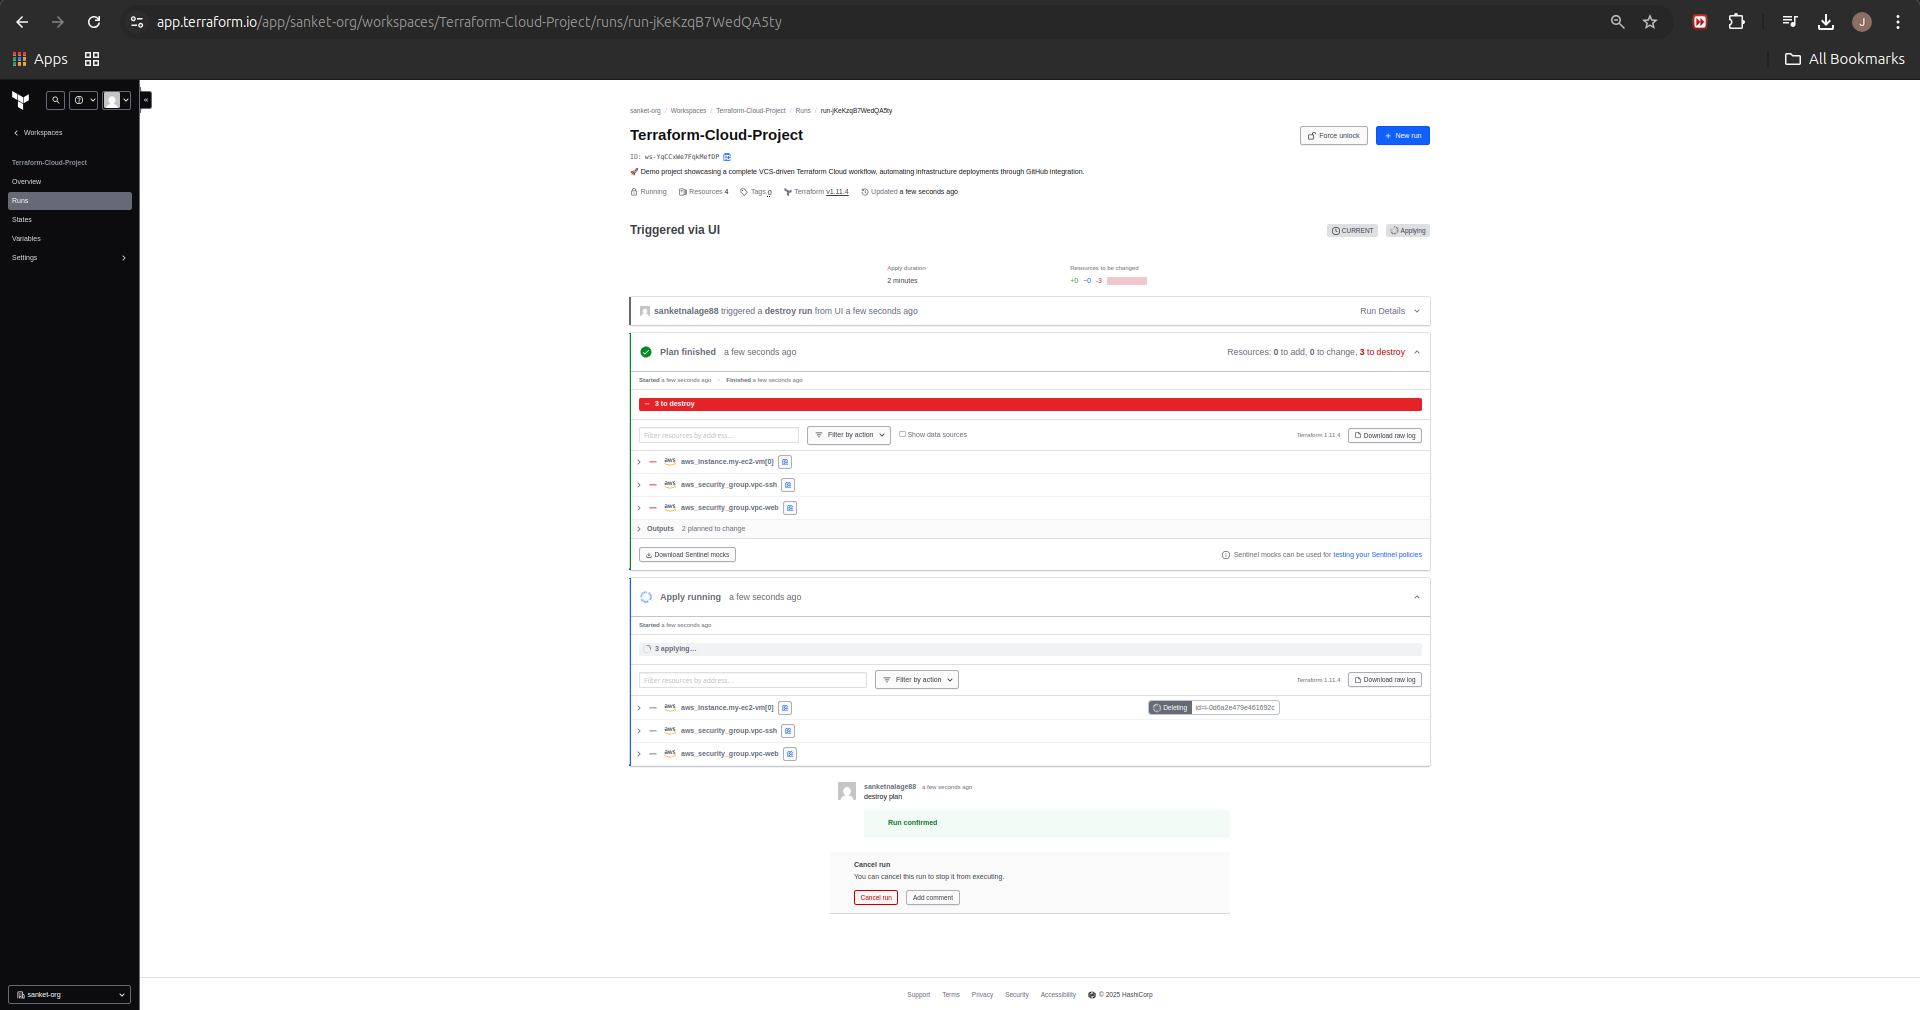 app.terraform.io/app/sanket-org/workspaces/Terraform-Cloud-Project/runs/run-jKeKzqB7WedQA5ty
J
Apps
All Bookmarks
Workspaces
Terraform-Cloud-Project
Overview
Runs
States
Variables
Settings
sanket-org
sanket-org / Workspaces / Terraform-Cloud-Project / Runs / run-jKeKzqB7WedQA5ty
Terraform-Cloud-Project
Force unlock
+ New run
ID: ws-YqCCxWe7FqkMefDP
🚀 Demo project showcasing a complete VCS-driven Terraform Cloud workflow, automating infrastructure deployments through GitHub integration.
Running Resources 4 Tags 0 Terraform v1.11.4 Updated a few seconds ago
Triggered via UI
CURRENT
Applying
Apply duration
2 minutes
Resources to be changed
+0 ~0 -3
sanketnalage88 triggered a destroy run from UI a few seconds ago
Run Details
Plan finished a few seconds ago
Resources: 0 to add, 0 to change, 3 to destroy
Started a few seconds ago > Finished a few seconds ago
− 3 to destroy
Filter resources by address...
Filter by action
Show data sources
Terraform 1.11.4
Download raw log
aws aws_instance.my-ec2-vm[0]
aws aws_security_group.vpc-ssh
aws aws_security_group.vpc-web
Outputs 2 planned to change
Download Sentinel mocks
Sentinel mocks can be used for testing your Sentinel policies
Apply running a few seconds ago
Started a few seconds ago
3 applying...
Filter resources by address...
Filter by action
Terraform 1.11.4
Download raw log
aws aws_instance.my-ec2-vm[0]
Deleting id=i-0d6a2e479e461692c
aws aws_security_group.vpc-ssh
aws aws_security_group.vpc-web
sanketnalage88 a few seconds ago
destroy plan
Run confirmed
Cancel run
You can cancel this run to stop it from executing.
Cancel run
Add comment
Support Terms Privacy Security Accessibility © 2025 HashiCorp